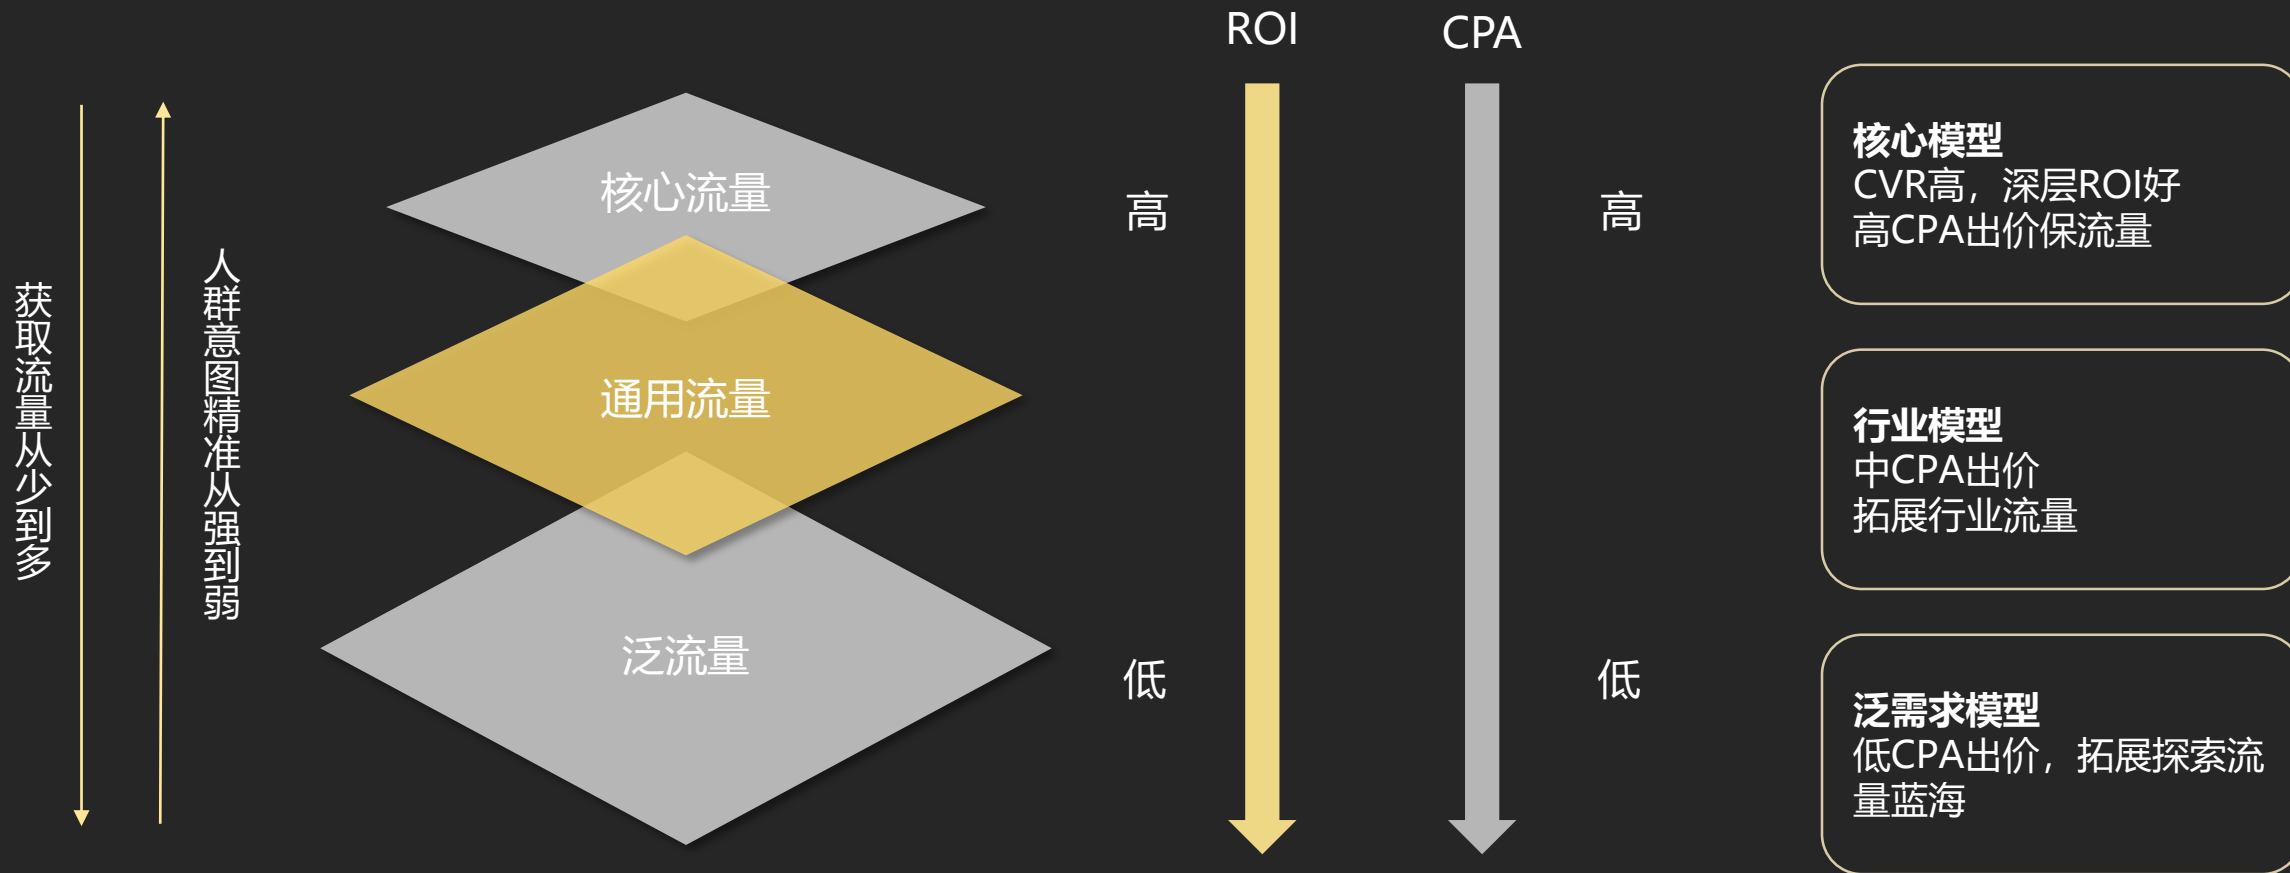 ROI
CPA
获取流量从少到多
人群意图精准从强到弱
核心流量
通用流量
泛流量
高
低
高
低
核心模型
CVR高，深层ROI好
高CPA出价保流量
行业模型
中CPA出价
拓展行业流量
泛需求模型
低CPA出价，拓展探索流
量蓝海